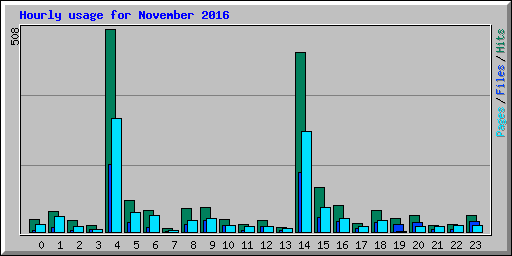 Hourly usage for November 2016
508
Pages/Files/Hits
0 1 2 3 4 5 6 7 8 9 10 11 12 13 14 15 16 17 18 19 20 21 22 23